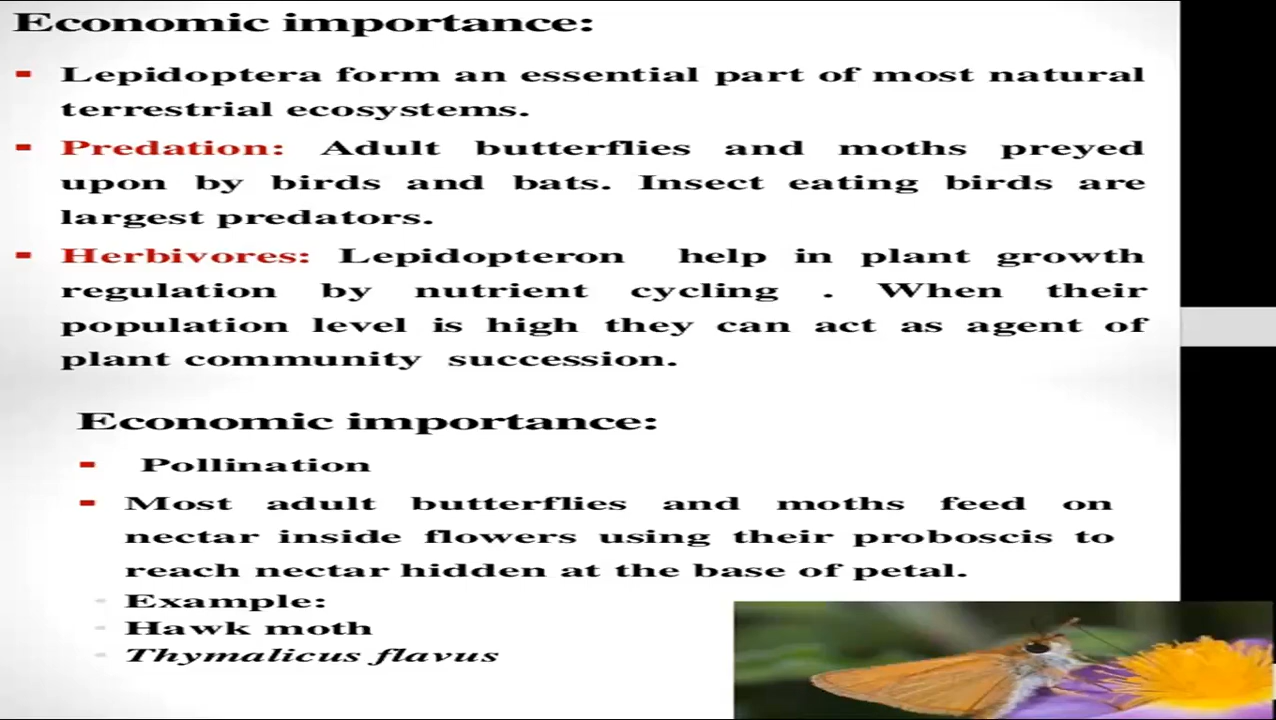 Economic importance:
Lepidoptera form an essential part of most natural
terrestrial ecosystems.
Predation: Adult butterflies and moths preyed
upon by birds and bats. Insect eating birds are
largest predators.
Herbivores: Lepidopteron help in plant growth
regulation by nutrient cycling . When their
population level is high they can act as agent of
plant community succession.
Economic importance:
Pollination
Most adult butterflies and moths feed on
nectar inside flowers using their proboscis to
reach nectar hidden at the base of petal.
Example:
Hawk moth
Thymalicus flavus